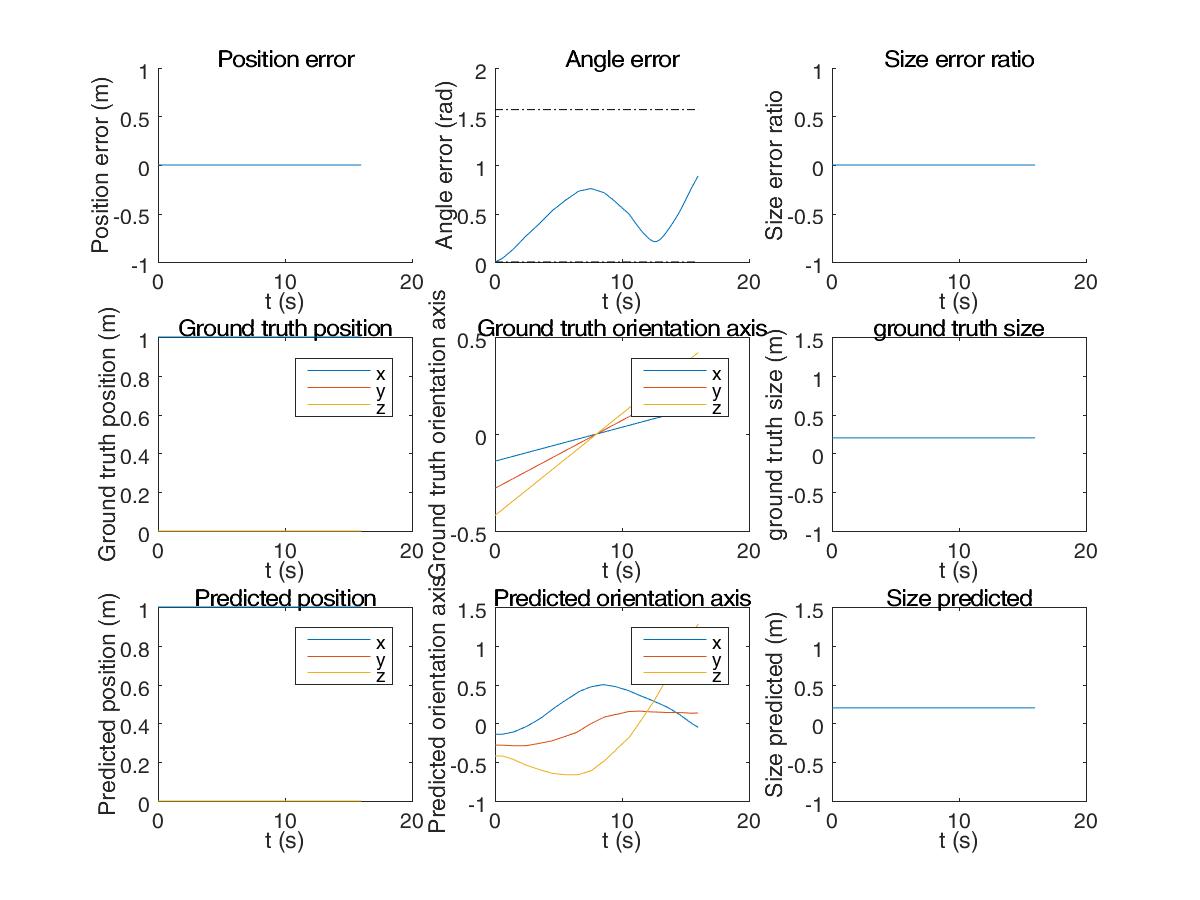 Position error
Position error (m)
1
0.5
0
-0.5
-1
0 10 20
t (s)
Angle error
Angle error (rad)
2
1.5
1
0.5
0
0 10 20
t (s)
Size error ratio
Size error ratio
1
0.5
0
-0.5
-1
0 10 20
t (s)
Ground truth position
Ground truth position (m)
1
0.8
0.6
0.4
0.2
0
0 10 20
t (s)
x
y
z
Ground truth orientation axis
Ground truth orientation axis
0.5
0
-0.5
0 10 20
t (s)
x
y
z
ground truth size
ground truth size (m)
1.5
1
0.5
0
-0.5
-1
0 10 20
t (s)
Predicted position
Predicted position (m)
1
0.8
0.6
0.4
0.2
0
0 10 20
t (s)
x
y
z
Predicted orientation axis
Predicted orientation axis
1.5
1
0.5
0
-0.5
-1
0 10 20
t (s)
x
y
z
Size predicted
Size predicted (m)
1.5
1
0.5
0
-0.5
-1
0 10 20
t (s)